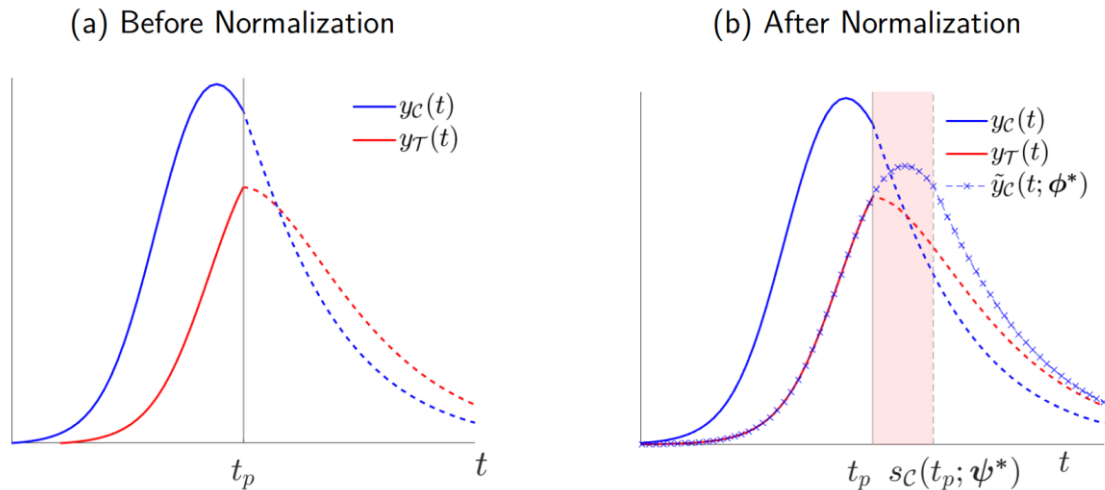 (a) Before Normalization
y_C(t)
y_T(t)
t_p
t
(b) After Normalization
y_C(t)
y_T(t)
ỹ_C(t; ϕ*)
t_p s_C(t_p; ψ*) t